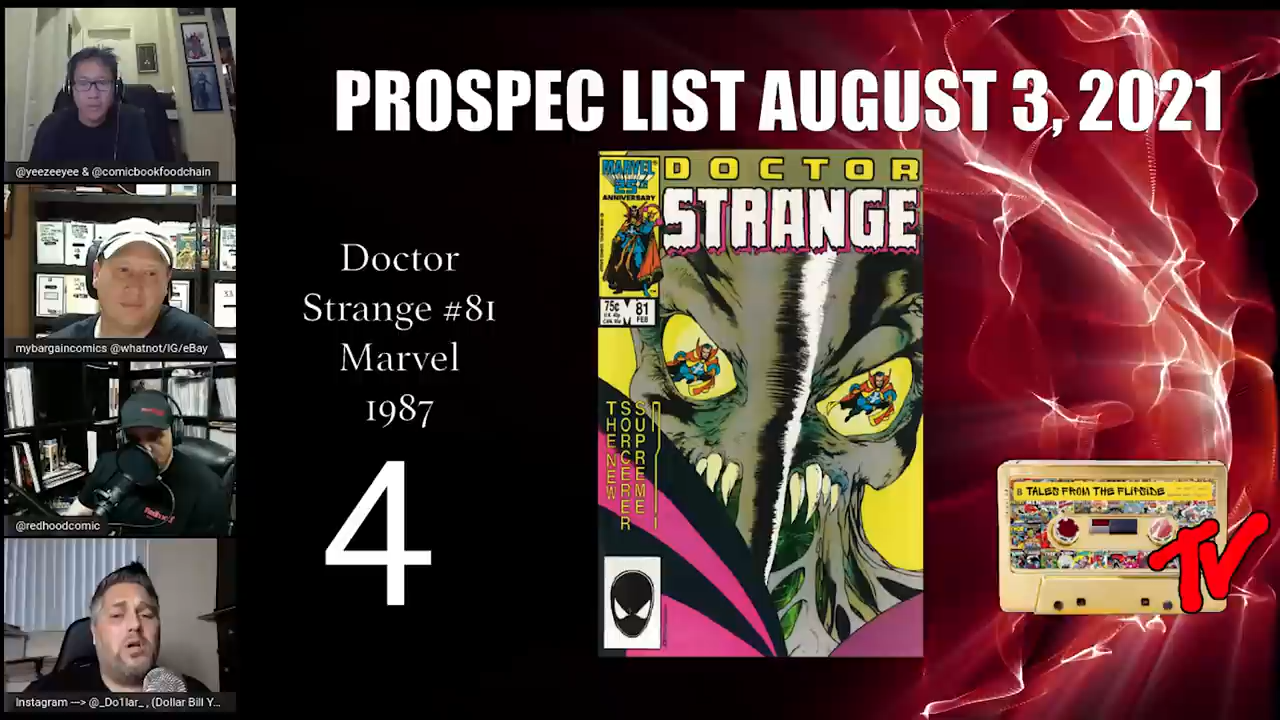 PROSPEC LIST AUGUST 3, 2021
@yeezeeyee & @comicbookfoodchain
mybargaincomics @whatnot/IG/eBay
@redhoodcomic
Instagram ---> @_Do1lar_ , (Dollar Bill Y...
Doctor
Strange #81
Marvel
1987
4
MARVEL
25TH
ANNIVERSARY
DOCTOR
STRANGE
75¢
81
FEB
THE NEW
SORCERER
SUPREME
B TALES FROM THE FLIPSIDE
TV